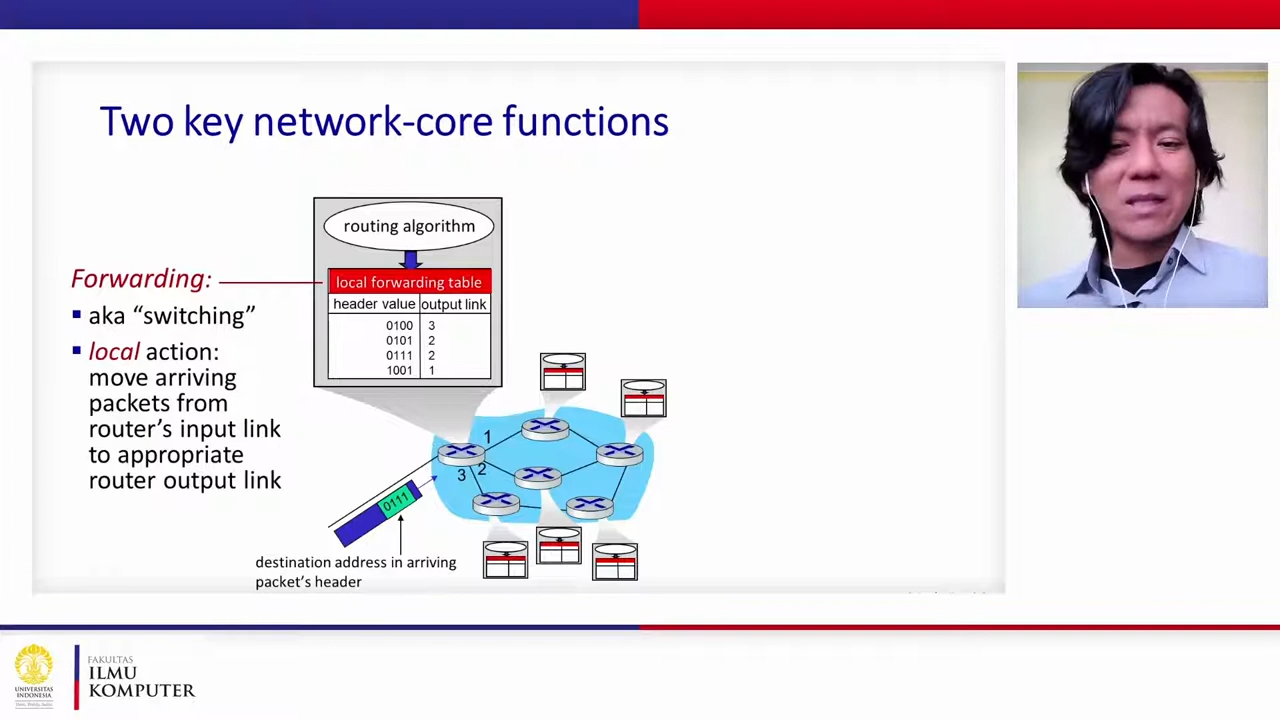 Two key network-core functions
routing algorithm
Forwarding:
local forwarding table
header value output link
aka “switching”
0100 3
0101 2
0111 2
1001 1
local action:
move arriving
packets from
router’s input link
to appropriate
router output link
1
2
3
0111
destination address in arriving
packet’s header
FAKULTAS
ILMU
KOMPUTER
UNIVERSITAS
INDONESIA